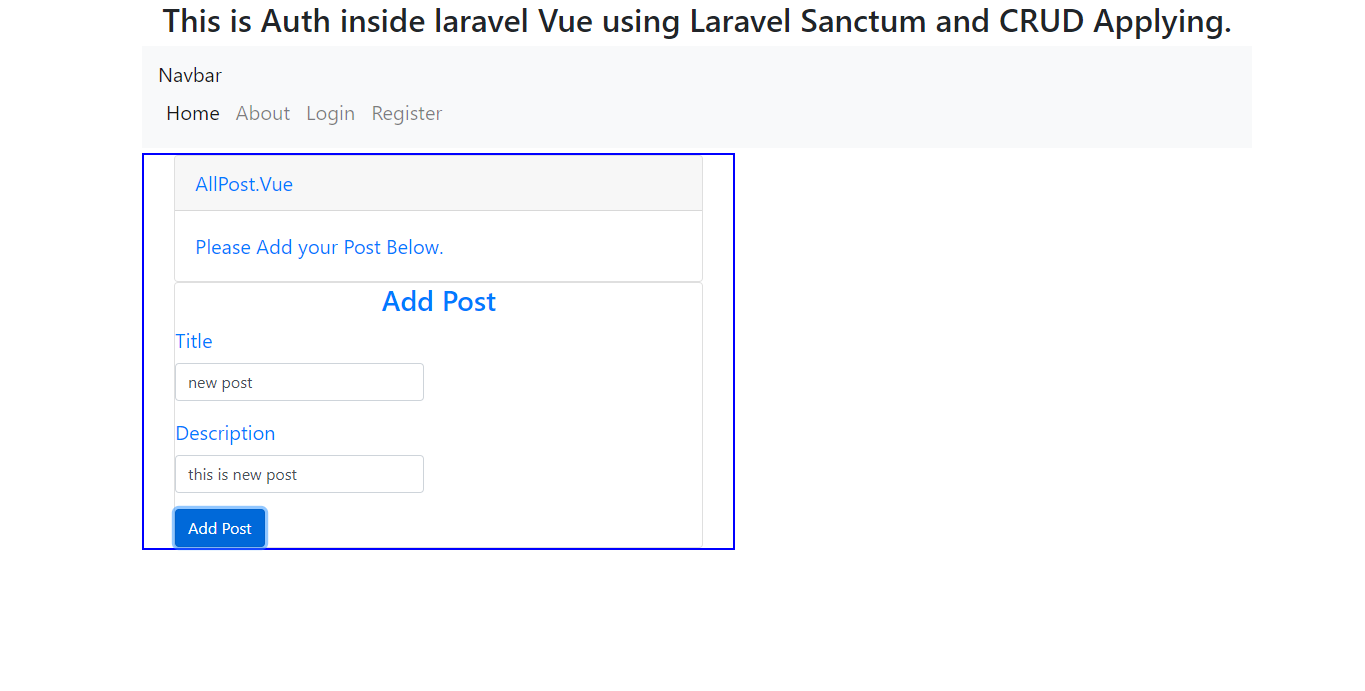 This is Auth inside laravel Vue using Laravel Sanctum and CRUD Applying.
Navbar
Home About Login Register
AllPost.Vue
Please Add your Post Below.
Add Post
Title
new post
Description
this is new post
Add Post